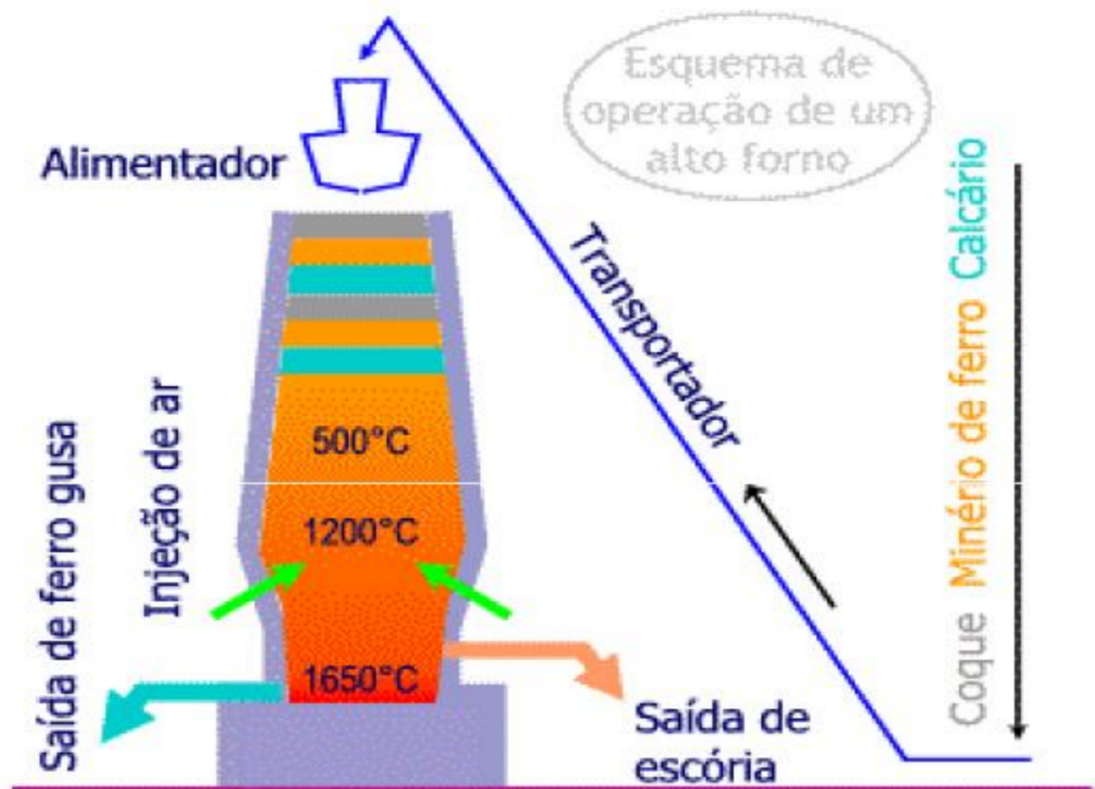 Esquema de
operação de um
alto forno
Alimentador
Transportador
Coque Minério de ferro Calcário
Injeção de ar
Saída de ferro gusa
500°C
1200°C
1650°C
Saída de
escória